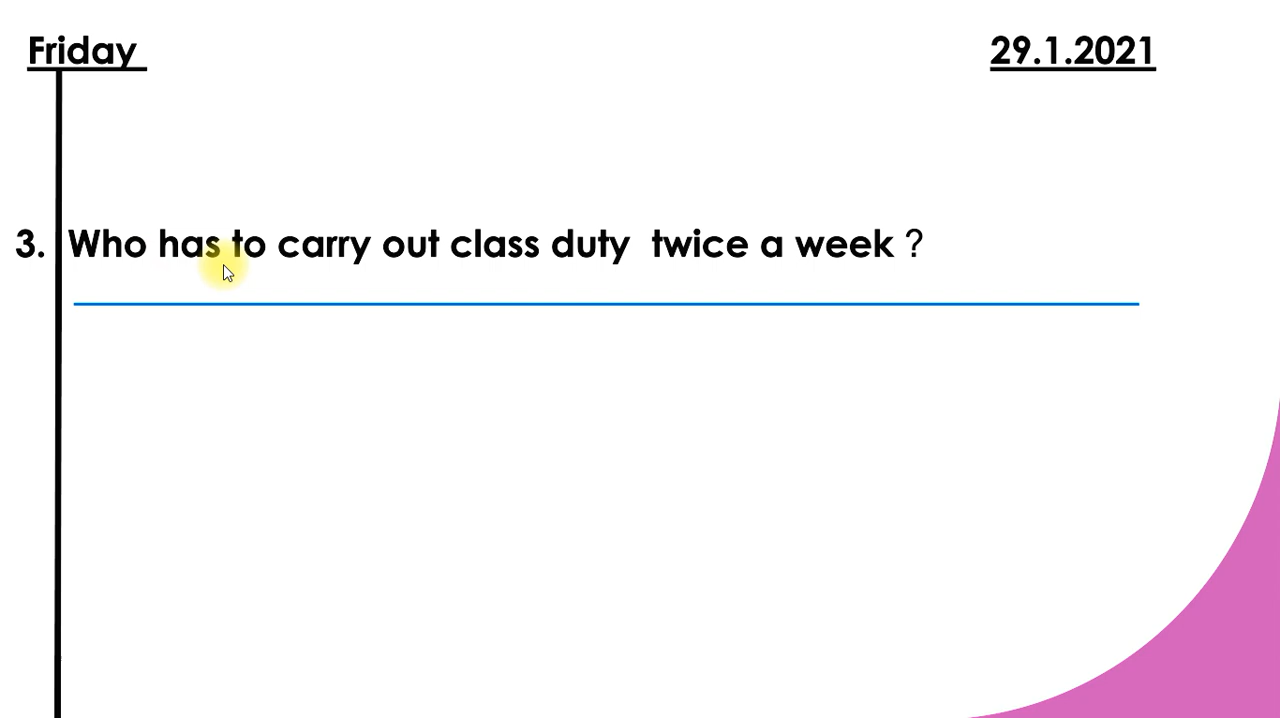 Friday 29.1.2021
3. Who has to carry out class duty twice a week ?